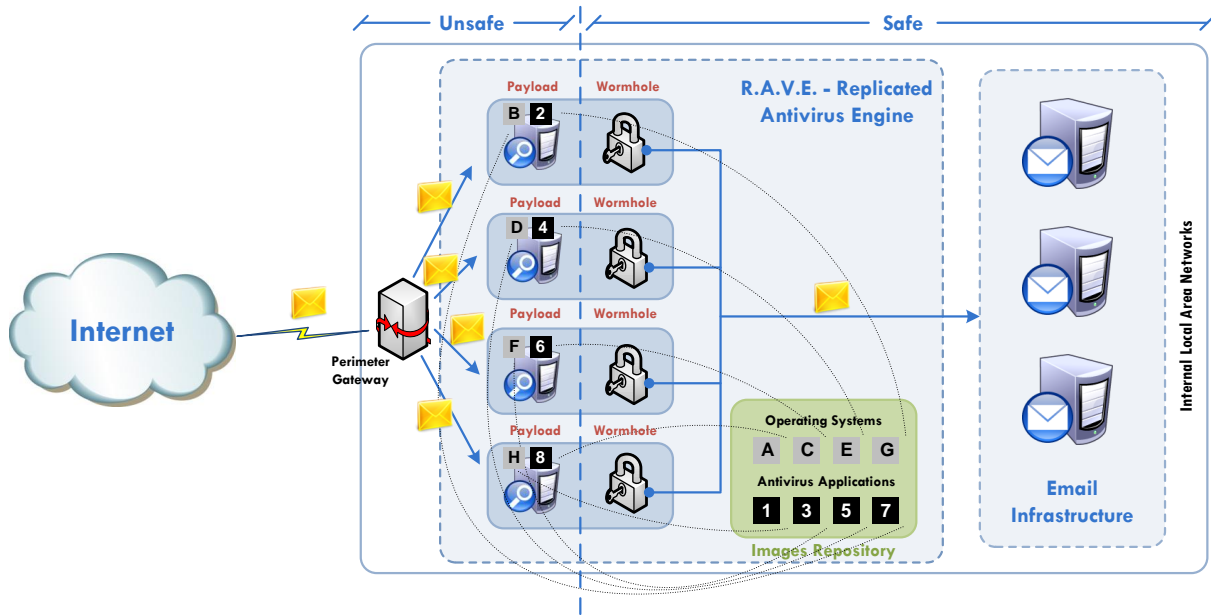 Unsafe
Safe
Payload
Wormhole
R.A.V.E. - Replicated
Antivirus Engine
B 2
Payload
Wormhole
D 4
Internet
Perimeter
Gateway
Payload
Wormhole
F 6
Payload
Wormhole
H 8
Operating Systems
A C E G
Antivirus Applications
1 3 5 7
Images Repository
Email
Infrastructure
Internal Local Area Networks